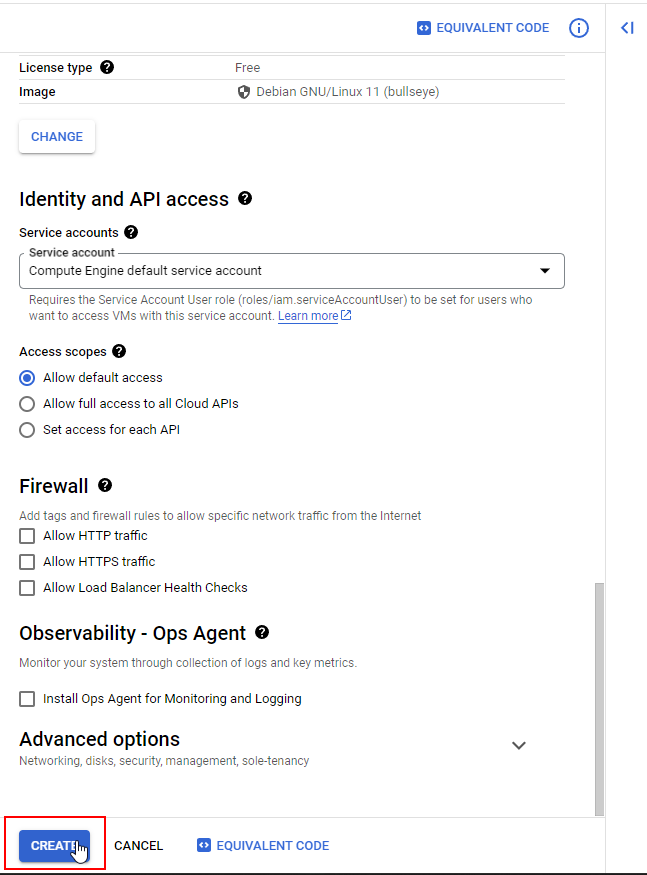 EQUIVALENT CODE
License type Free
Image Debian GNU/Linux 11 (bullseye)
CHANGE
Identity and API access
Service accounts
Service account
Compute Engine default service account
Requires the Service Account User role (roles/iam.serviceAccountUser) to be set for users who
want to access VMs with this service account. Learn more
Access scopes
Allow default access
Allow full access to all Cloud APIs
Set access for each API
Firewall
Add tags and firewall rules to allow specific network traffic from the Internet
Allow HTTP traffic
Allow HTTPS traffic
Allow Load Balancer Health Checks
Observability - Ops Agent
Monitor your system through collection of logs and key metrics.
Install Ops Agent for Monitoring and Logging
Advanced options
Networking, disks, security, management, sole-tenancy
CREATE CANCEL EQUIVALENT CODE